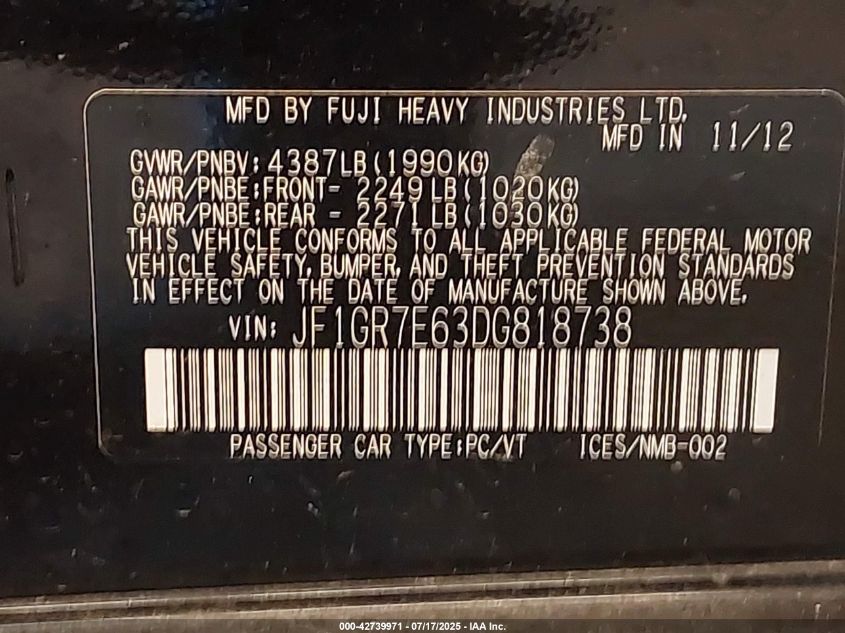 MFD BY FUJI HEAVY INDUSTRIES LTD.
MFD IN 11/12
GVWR/PNBV: 4387LB(1990KG)
GAWR/PNBE:FRONT- 2249LB(1020KG)
GAWR/PNBE:REAR - 2271LB(1030KG)
THIS VEHICLE CONFORMS TO ALL APPLICABLE FEDERAL MOTOR
VEHICLE SAFETY, BUMPER, AND THEFT PREVENTION STANDARDS
IN EFFECT ON THE DATE OF MANUFACTURE SHOWN ABOVE.
VIN: JF1GR7E63DG818738
PASSENGER CAR TYPE:PC/VT ICES/NMB-002
000-42739971 - 07/17/2025 - IAA Inc.